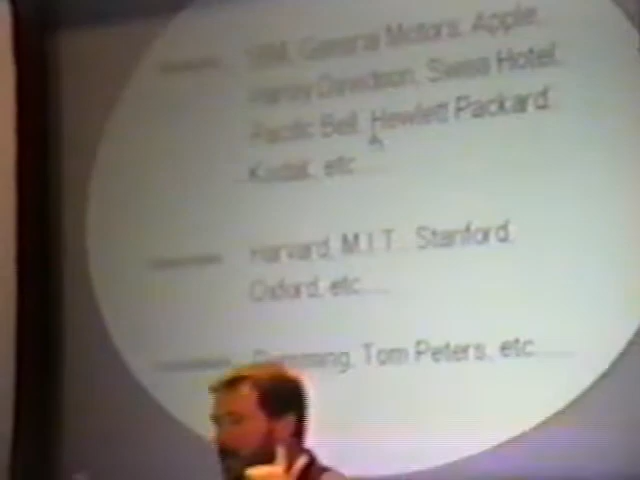 IBM, General Motors, Apple,
Harley Davidson, Swiss Hotel,
Pacific Bell, Hewlett Packard,
Kodak, etc....
Harvard, M.I.T., Stanford,
Oxford, etc....
Demming, Tom Peters, etc......